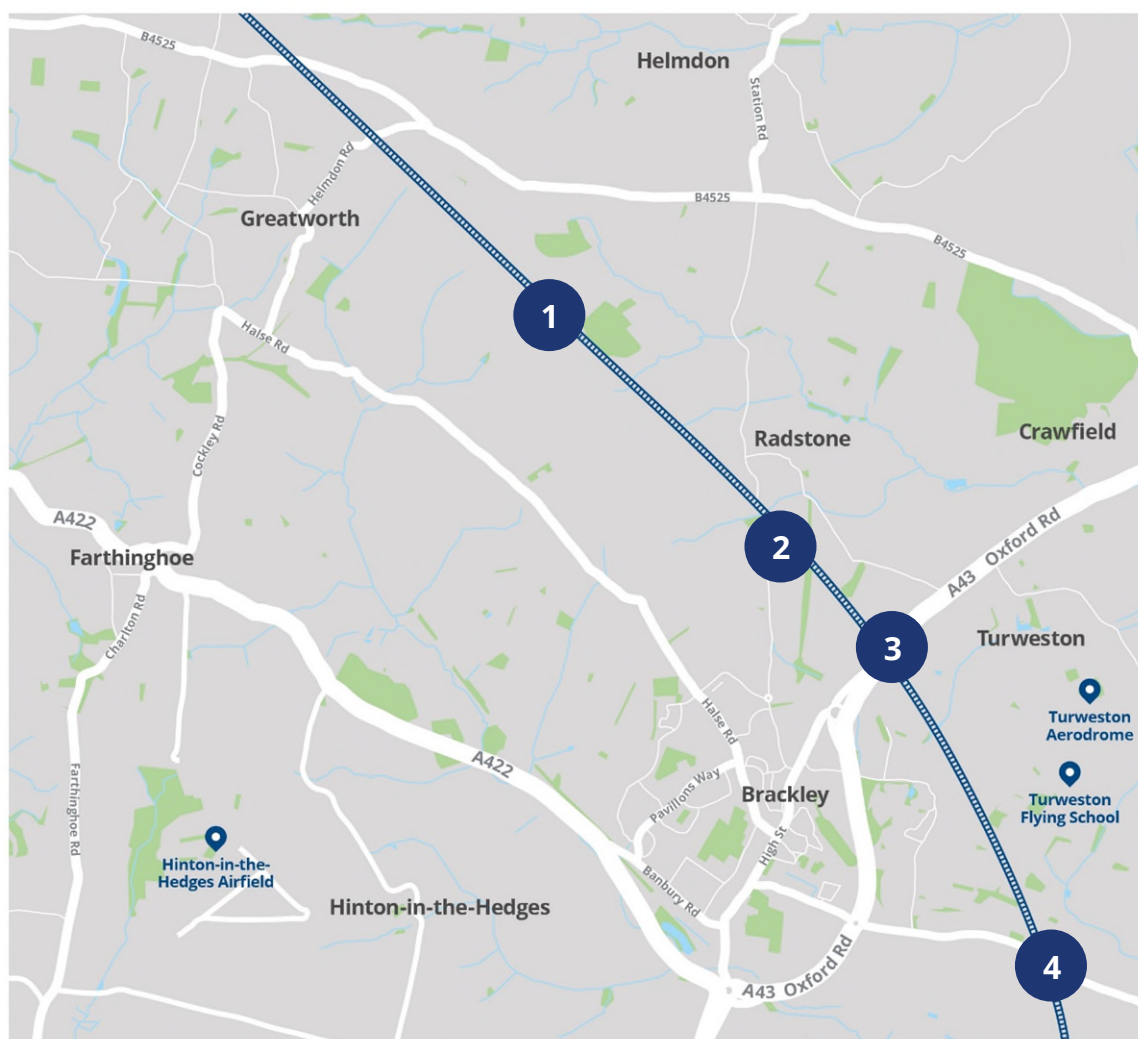 B4525
Helmdon
Station Rd
Helmdon Rd
B4525
Greatworth
B4525
1
Halse Rd
Cockley Rd
Radstone
Crawfield
A422
Farthinghoe
2
A43 Oxford Rd
Charlton Rd
3
Turweston
Turweston
Aerodrome
Halse Rd
A422
Pavillons Way
Brackley
Turweston
Flying School
Farthinghoe Rd
High St
Hinton-in-the-
Hedges Airfield
Banbury Rd
Hinton-in-the-Hedges
4
A43 Oxford Rd